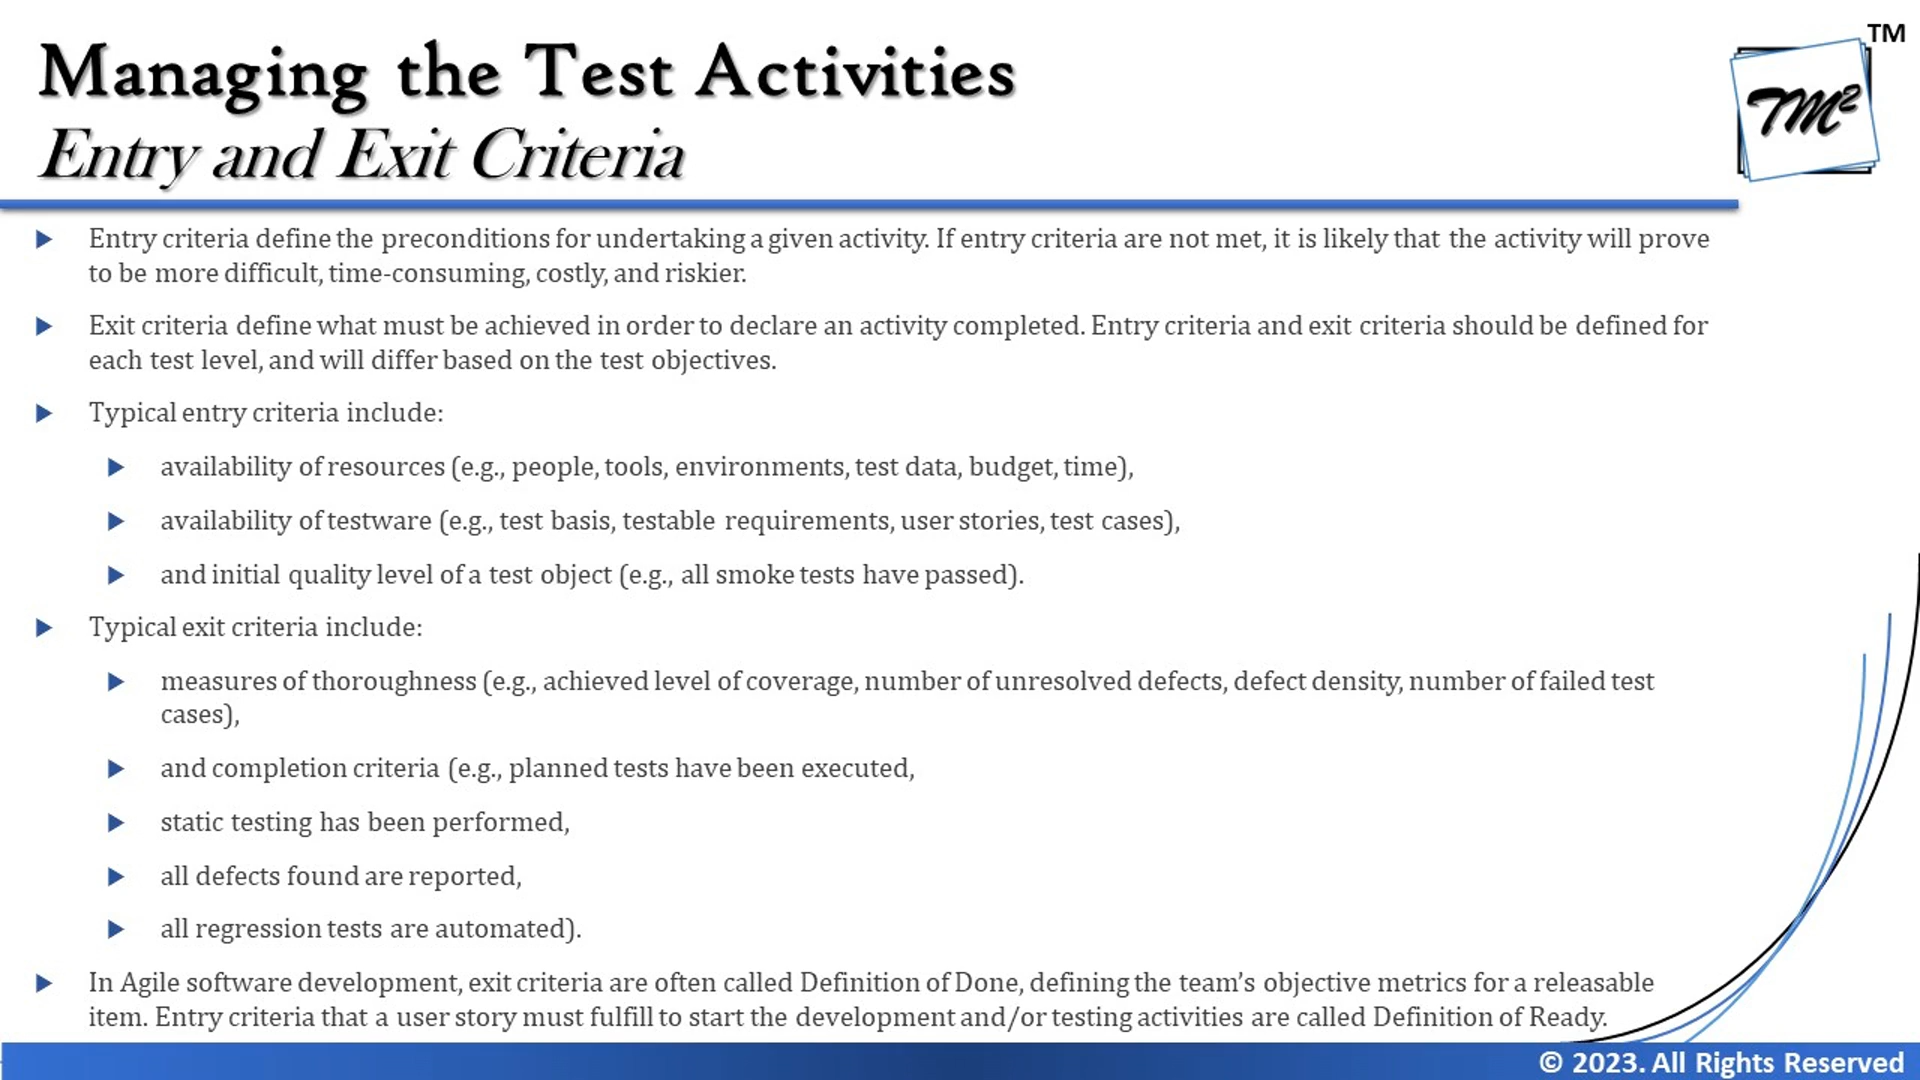 Managing the Test Activities
TM
Entry and Exit Criteria
TM²
Entry criteria define the preconditions for undertaking a given activity. If entry criteria are not met, it is likely that the activity will prove
to be more difficult, time-consuming, costly, and riskier.
Exit criteria define what must be achieved in order to declare an activity completed. Entry criteria and exit criteria should be defined for
each test level, and will differ based on the test objectives.
Typical entry criteria include:
availability of resources (e.g., people, tools, environments, test data, budget, time),
availability of testware (e.g., test basis, testable requirements, user stories, test cases),
and initial quality level of a test object (e.g., all smoke tests have passed).
Typical exit criteria include:
measures of thoroughness (e.g., achieved level of coverage, number of unresolved defects, defect density, number of failed test
cases),
and completion criteria (e.g., planned tests have been executed,
static testing has been performed,
all defects found are reported,
all regression tests are automated).
In Agile software development, exit criteria are often called Definition of Done, defining the team’s objective metrics for a releasable
item. Entry criteria that a user story must fulfill to start the development and/or testing activities are called Definition of Ready.
© 2023. All Rights Reserved